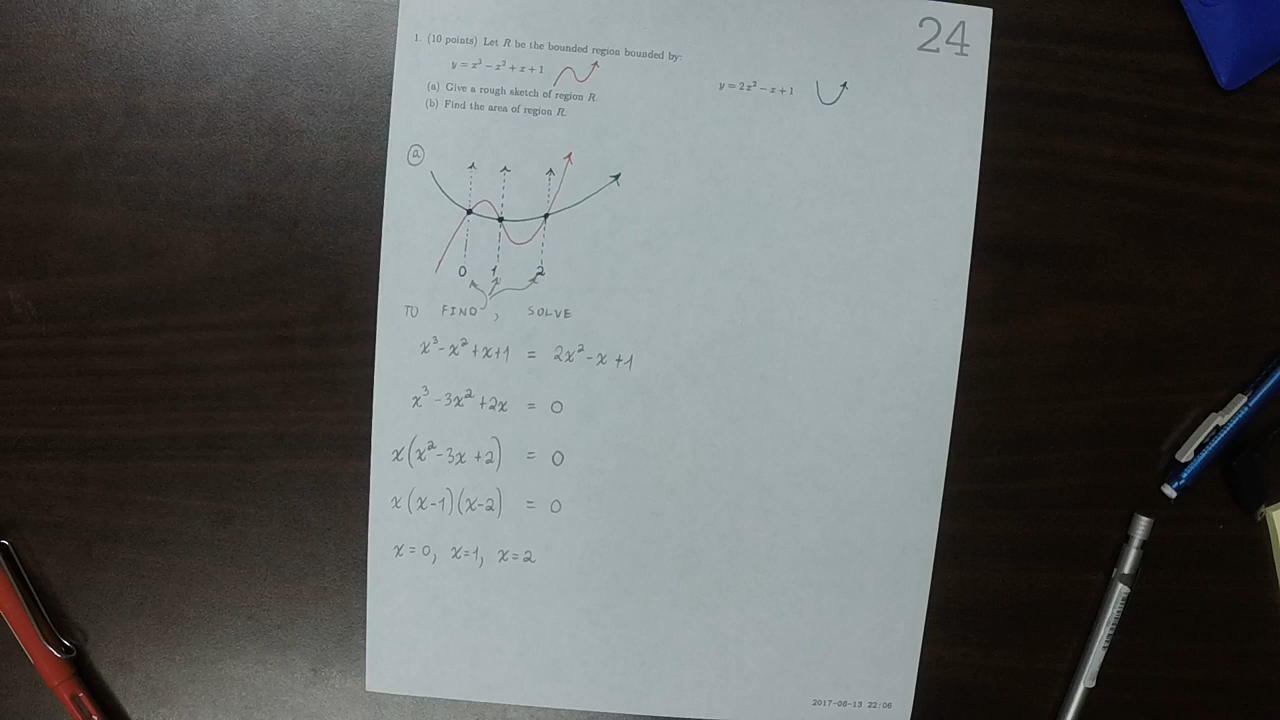 24
1. (10 points) Let R be the bounded region bounded by:
y = x³ − x² + x + 1
y = 2x² − x + 1
(a) Give a rough sketch of region R.
(b) Find the area of region R.
a
0 1 2
TO FIND, SOLVE
x³-x²+x+1 = 2x²-x+1
x³-3x²+2x = 0
x(x²-3x+2) = 0
x(x-1)(x-2) = 0
x=0, x=1, x=2
2017-06-13 22:06